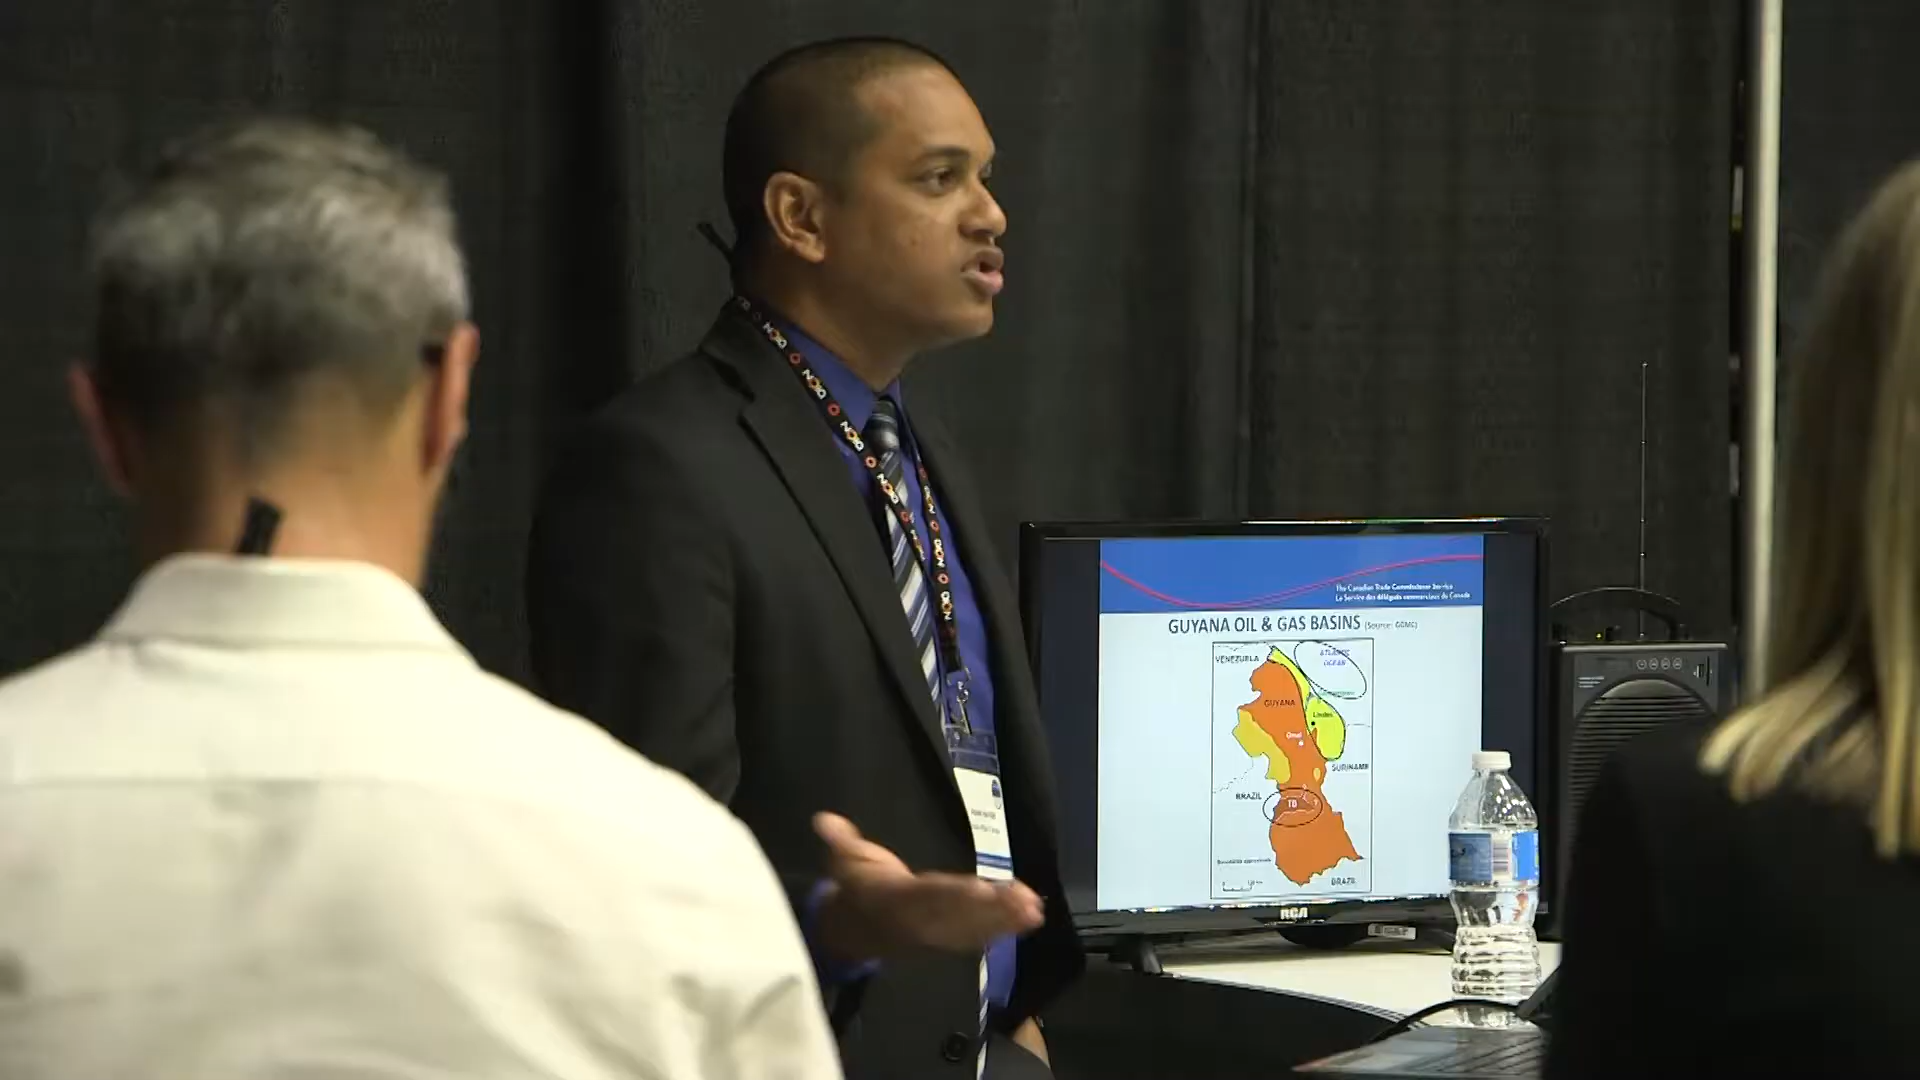 The Canadian Trade Commissioner Service
Le Service des délégués commerciaux du Canada
GUYANA OIL & GAS BASINS (Source: GGMC)
VENEZUELA
ATLANTIC
OCEAN
GUYANA
Linden
Omai
SURINAME
BRAZIL
TB
BRAZIL
RCA